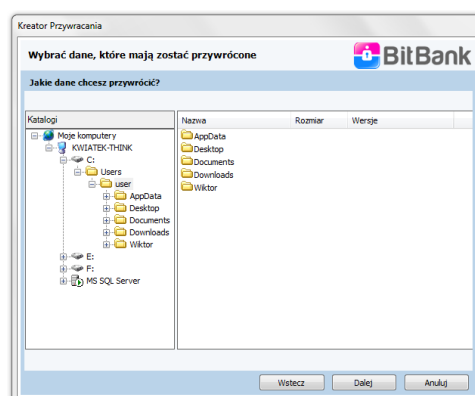 Kreator Przywracania
Wybrać dane, które mają zostać przywrócone
BitBank
Jakie dane chcesz przywrócić?
Katalogi
Moje komputery
KWIATEK-THINK
C:
Users
user
AppData
Desktop
Documents
Downloads
Wiktor
E:
F:
MS SQL Server
Nazwa Rozmiar Wersje
AppData
Desktop
Documents
Downloads
Wiktor
Wstecz Dalej Anuluj